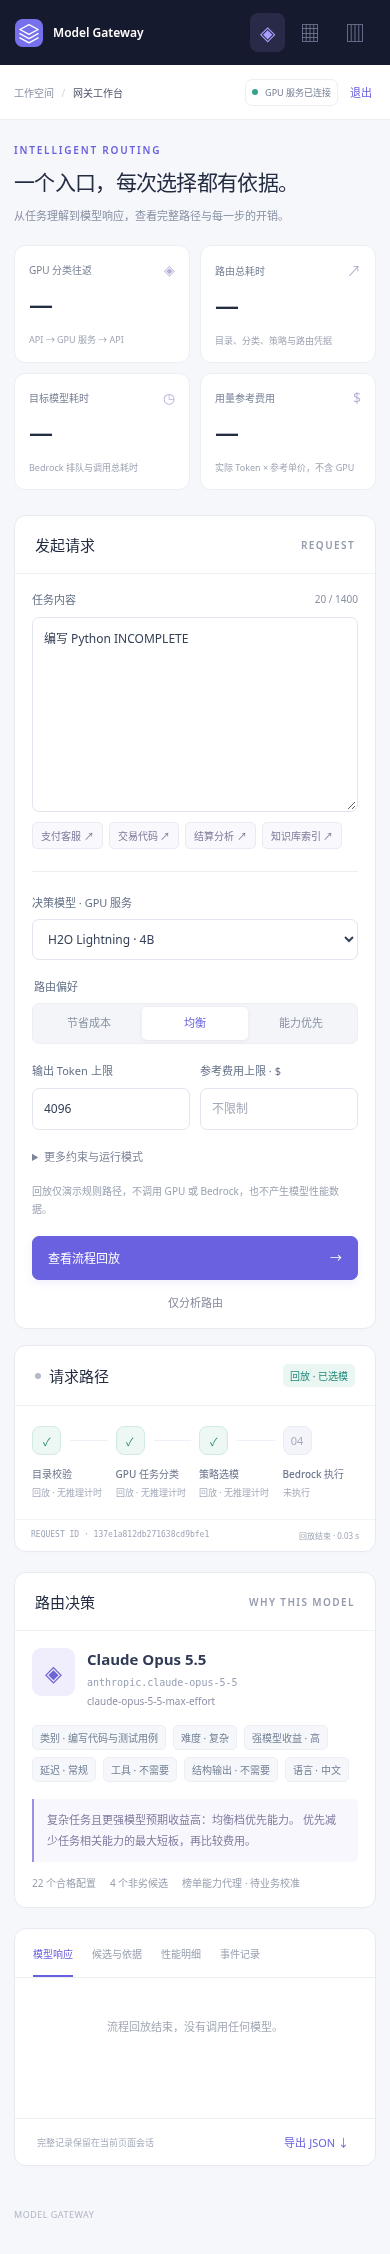 Model Gateway
工作空间 / 网关工作台
GPU 服务已连接
退出
INTELLIGENT ROUTING
一个入口，每次选择都有依据。
从任务理解到模型响应，查看完整路径与每一步的开销。
GPU 分类往返
—
API → GPU 服务 → API
路由总耗时
—
目录、分类、策略与路由凭据
目标模型耗时
—
Bedrock 排队与调用总耗时
用量参考费用 $
—
实际 Token × 参考单价，不含 GPU
发起请求 REQUEST
任务内容 20 / 1400
编写 Python INCOMPLETE
支付客服 ↗ 交易代码 ↗ 结算分析 ↗ 知识库索引 ↗
决策模型 · GPU 服务
H2O Lightning · 4B
路由偏好
节省成本 均衡 能力优先
输出 Token 上限 参考费用上限 · $
4096 不限制
更多约束与运行模式
回放仅演示规则路径，不调用 GPU 或 Bedrock，也不产生模型性能数
据。
查看流程回放 →
仅分析路由
请求路径 回放 · 已选模
✓ ✓ ✓ 04
目录校验 GPU 任务分类 策略选模 Bedrock 执行
回放 · 无推理计时 回放 · 无推理计时 回放 · 无推理计时 未执行
REQUEST ID · 137e1a812db271638cd9bfe1 回放结束 · 0.03 s
路由决策 WHY THIS MODEL
Claude Opus 5.5
anthropic.claude-opus-5-5
claude-opus-5-5-max-effort
类别 · 编写代码与测试用例 难度 · 复杂 强模型收益 · 高
延迟 · 常规 工具 · 不需要 结构输出 · 不需要 语言 · 中文
复杂任务且更强模型预期收益高：均衡档优先能力。 优先减
少任务相关能力的最大短板，再比较费用。
22 个合格配置 4 个非劣候选 榜单能力代理 · 待业务校准
模型响应 候选与依据 性能明细 事件记录
流程回放结束，没有调用任何模型。
完整记录保留在当前页面会话 导出 JSON ↓
MODEL GATEWAY